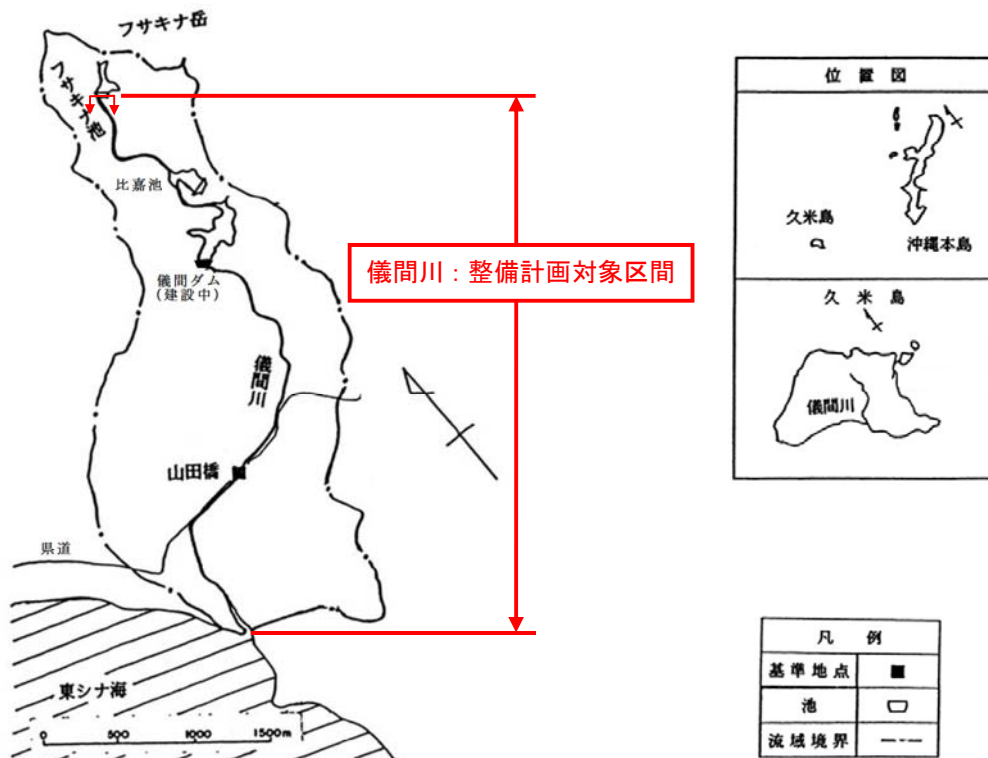 フサキナ岳
フサキナ池
比嘉池
儀間ダム
(建設中)
儀間川：整備計画対象区間
儀間川
山田橋
県道
東シナ海
0 500 1000 1500m
位置図
久米島
沖縄本島
久米島
儀間川
凡例
基準地点
池
流域境界